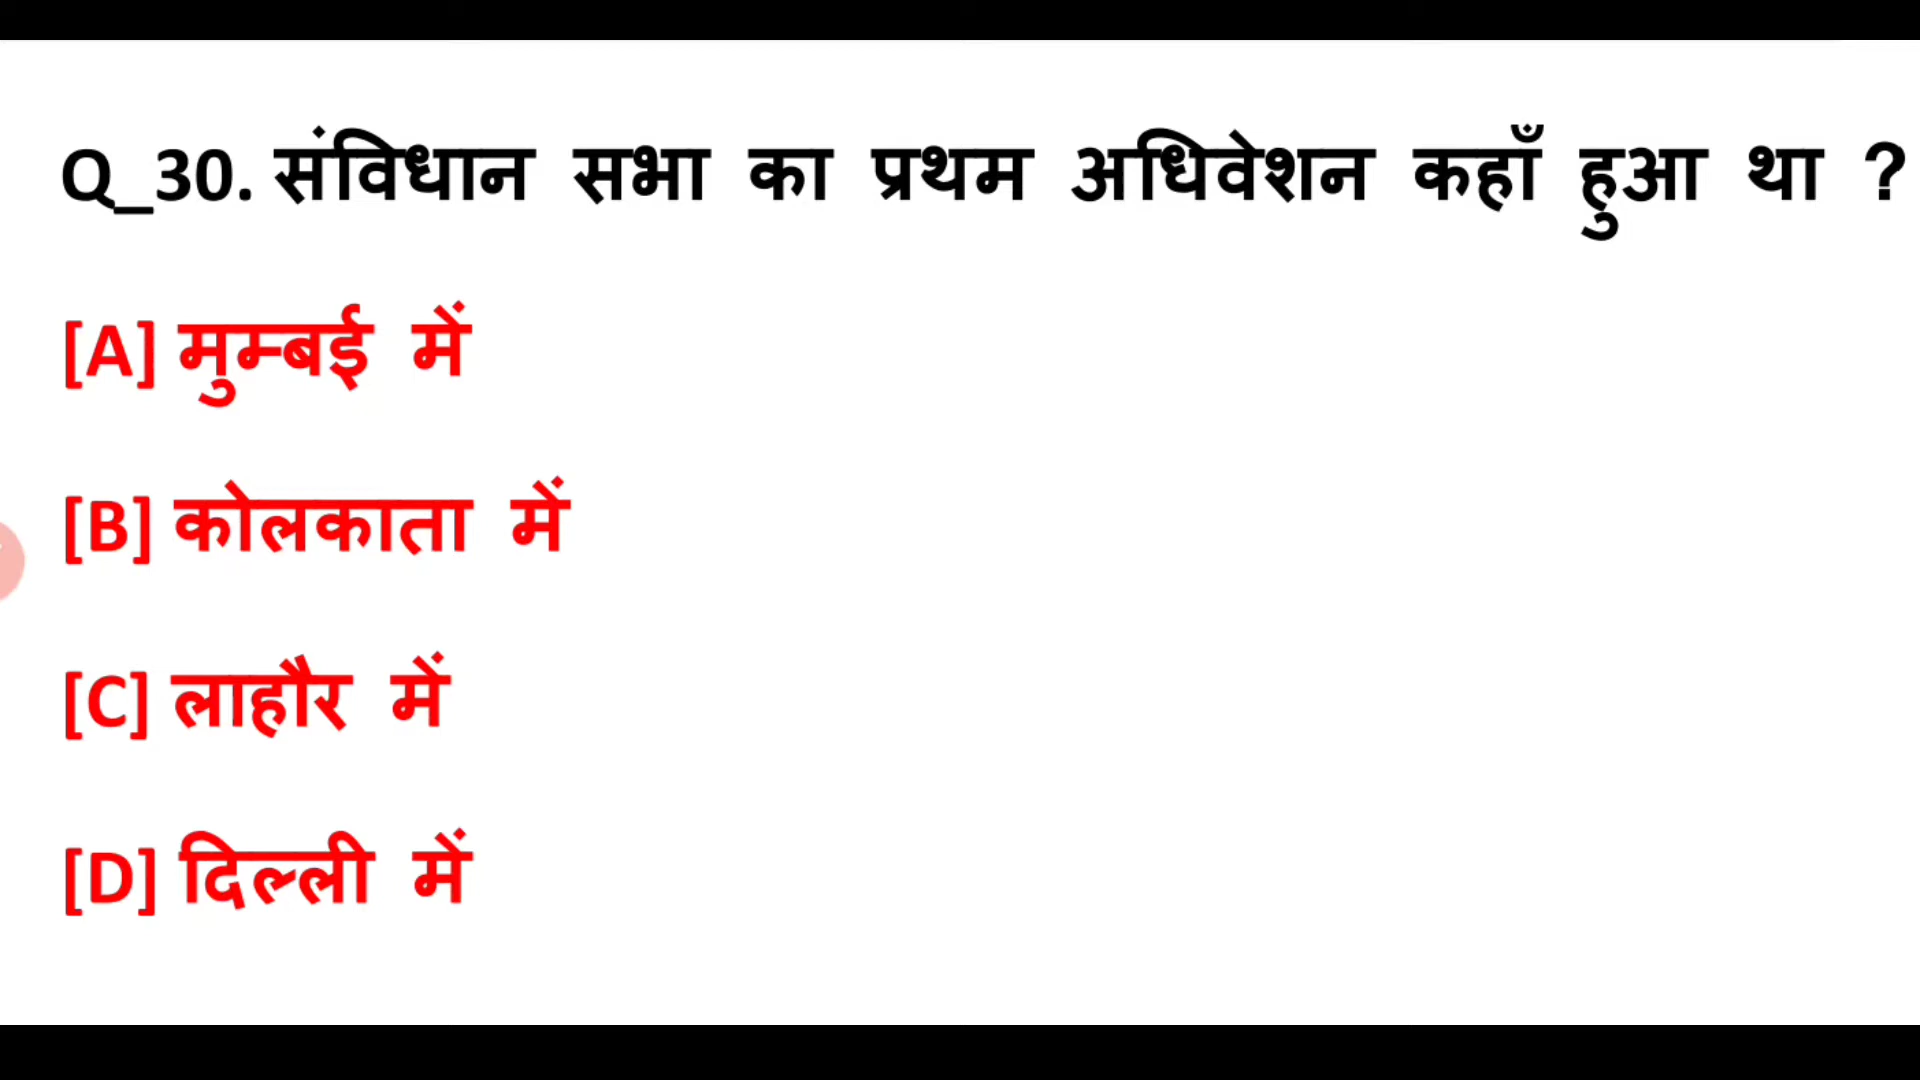 Q_30. संविधान सभा का प्रथम अधिवेशन कहाँ हुआ था ?
[A] मुम्बई में
[B] कोलकाता में
[C] लाहौर में
[D] दिल्ली में